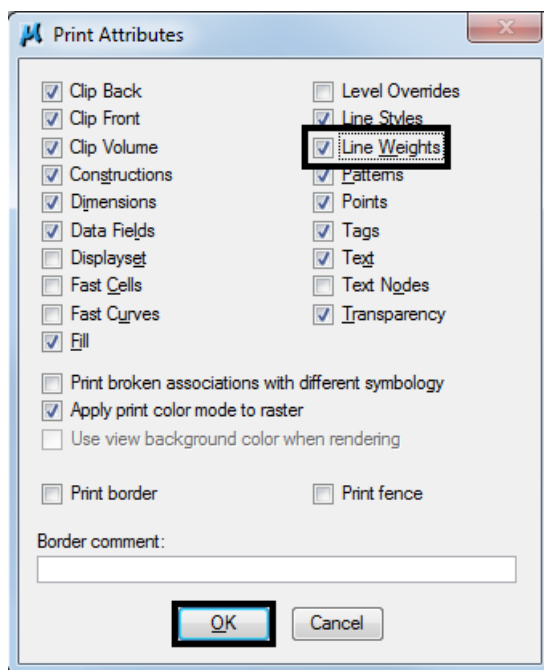 Print Attributes
Clip Back
Clip Front
Clip Volume
Constructions
Dimensions
Data Fields
Displayset
Fast Cells
Fast Curves
Fill
Level Overrides
Line Styles
Line Weights
Patterns
Points
Tags
Text
Text Nodes
Transparency
Print broken associations with different symbology
Apply print color mode to raster
Use view background color when rendering
Print border
Print fence
Border comment:
OK
Cancel